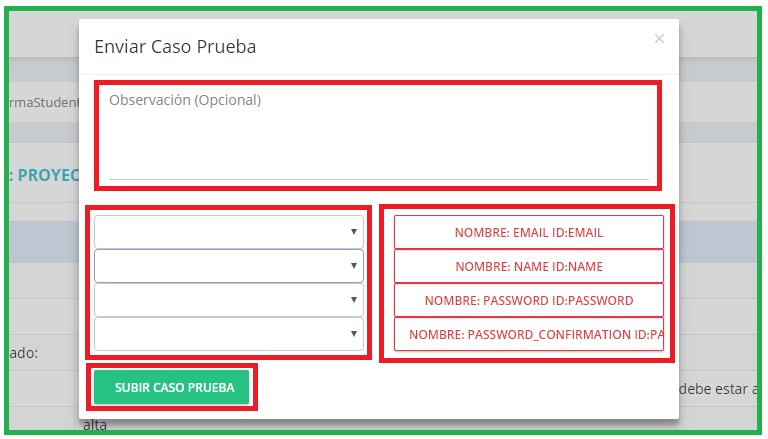 Enviar Caso Prueba
×
Observación (Opcional)
rmaStudent
: PROYEC
NOMBRE: EMAIL ID:EMAIL
NOMBRE: NAME ID:NAME
NOMBRE: PASSWORD ID:PASSWORD
NOMBRE: PASSWORD_CONFIRMATION ID:PA
ado:
SUBIR CASO PRUEBA
debe estar a
alta